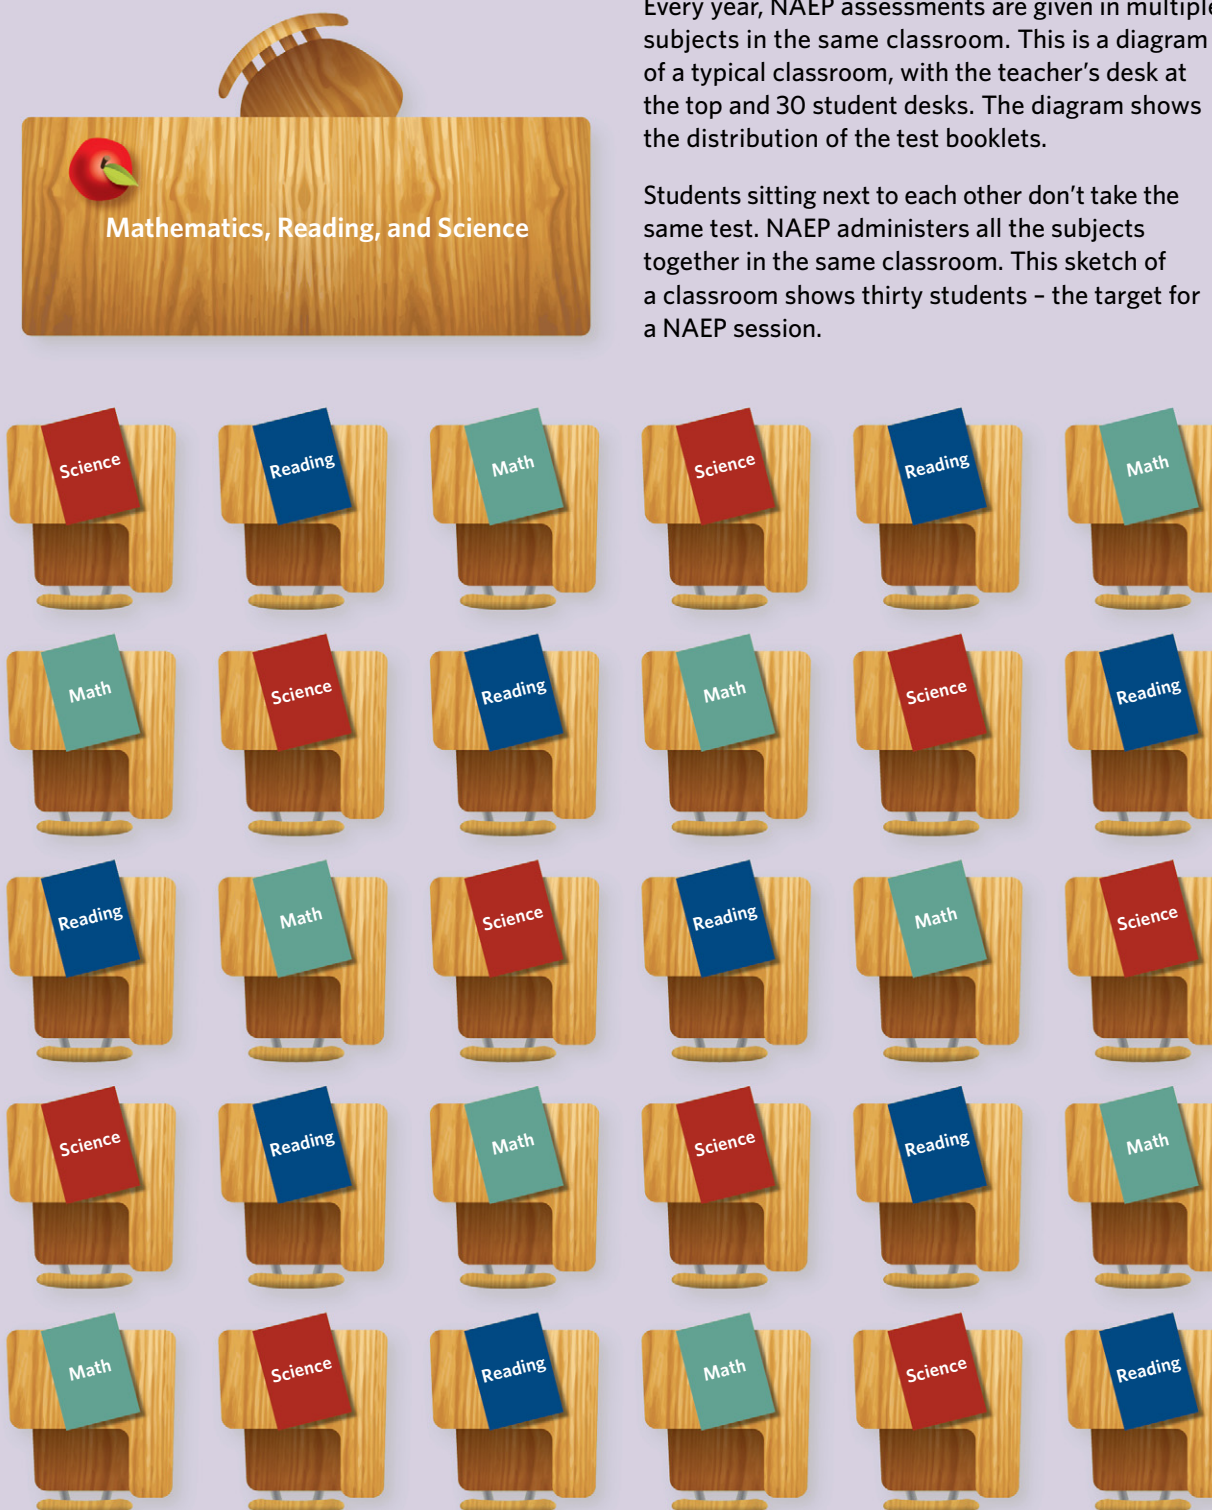 Every year, NAEP assessments are given in multiple
subjects in the same classroom. This is a diagram
of a typical classroom, with the teacher’s desk at
the top and 30 student desks. The diagram shows
the distribution of the test booklets.
Students sitting next to each other don’t take the
same test. NAEP administers all the subjects
together in the same classroom. This sketch of
a classroom shows thirty students – the target for
a NAEP session.
Mathematics, Reading, and Science
Science Reading Math Science Reading Math
Math Science Reading Math Science Reading
Reading Math Science Reading Math Science
Science Reading Math Science Reading Math
Math Science Reading Math Science Reading